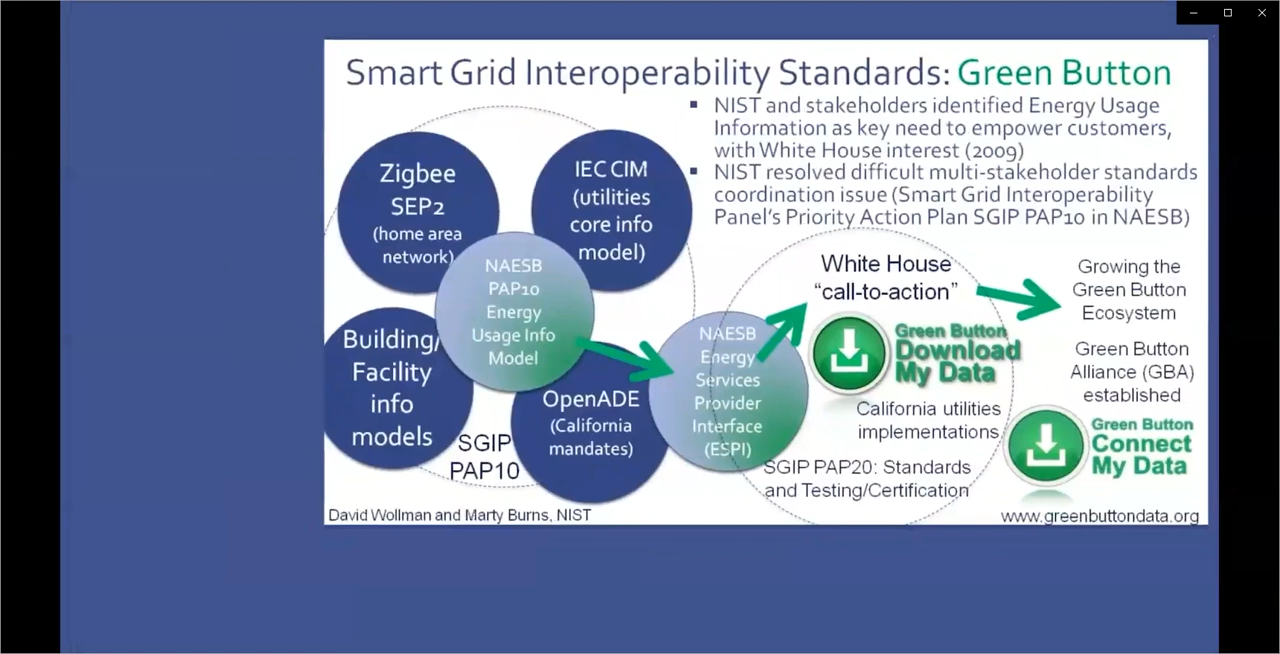 Smart Grid Interoperability Standards: Green Button
▪ NIST and stakeholders identified Energy Usage
Information as key need to empower customers,
with White House interest (2009)
▪ NIST resolved difficult multi-stakeholder standards
coordination issue (Smart Grid Interoperability
Panel's Priority Action Plan SGIP PAP10 in NAESB)
Zigbee
SEP2
(home area
network)
IEC CIM
(utilities
core info
model)
NAESB
PAP10
Energy
Usage Info
Model
Building/
Facility
info
models
SGIP
PAP10
OpenADE
(California
mandates)
NAESB
Energy
Services
Provider
Interface
(ESPI)
White House
“call-to-action”
Green Button
Download
My Data
California utilities
implementations
SGIP PAP20: Standards
and Testing/Certification
Growing the
Green Button
Ecosystem
Green Button
Alliance (GBA)
established
Green Button
Connect
My Data
David Wollman and Marty Burns, NIST
www.greenbuttondata.org